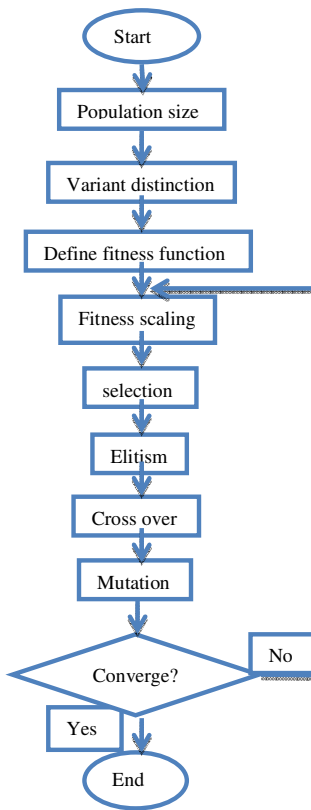 Start
Population size
Variant distinction
Define fitness function
Fitness scaling
selection
Elitism
Cross over
Mutation
Converge?
No
Yes
End